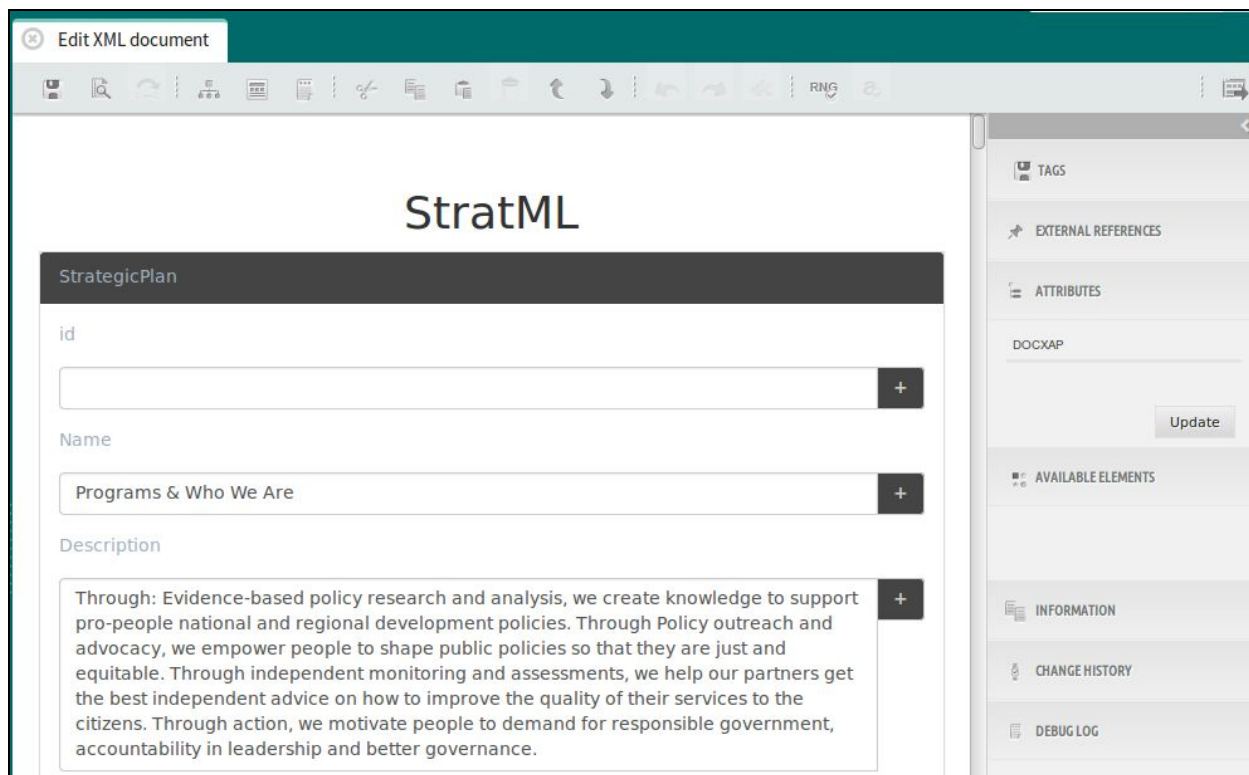 Edit XML document
RNG
StratML
StrategicPlan
id
+
Name
Programs & Who We Are
+
Description
Through: Evidence-based policy research and analysis, we create knowledge to support
pro-people national and regional development policies. Through Policy outreach and
advocacy, we empower people to shape public policies so that they are just and
equitable. Through independent monitoring and assessments, we help our partners get
the best independent advice on how to improve the quality of their services to the
citizens. Through action, we motivate people to demand for responsible government,
accountability in leadership and better governance.
+
TAGS
EXTERNAL REFERENCES
ATTRIBUTES
DOCXAP
Update
AVAILABLE ELEMENTS
INFORMATION
CHANGE HISTORY
DEBUG LOG